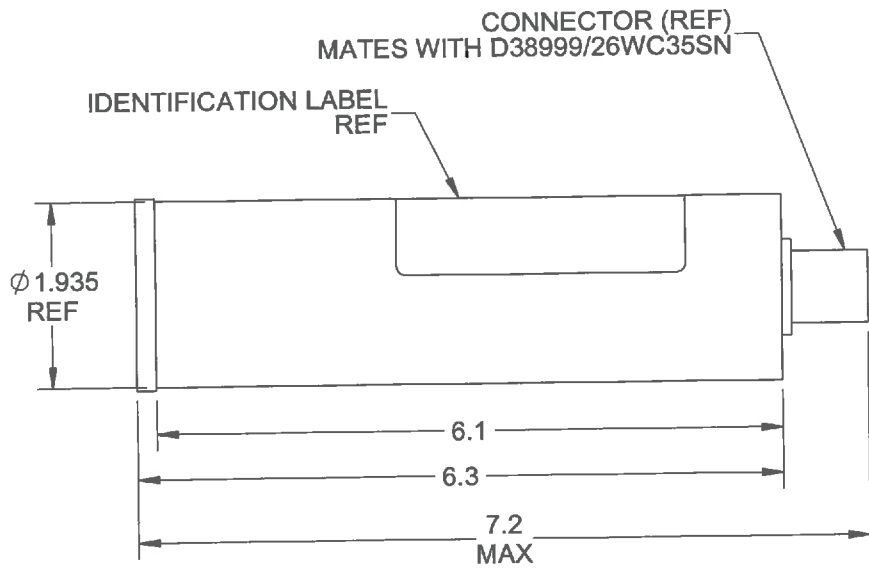 CONNECTOR (REF)
MATES WITH D38999/26WC35SN
IDENTIFICATION LABEL
REF
Ø1.935
REF
6.1
6.3
7.2
MAX